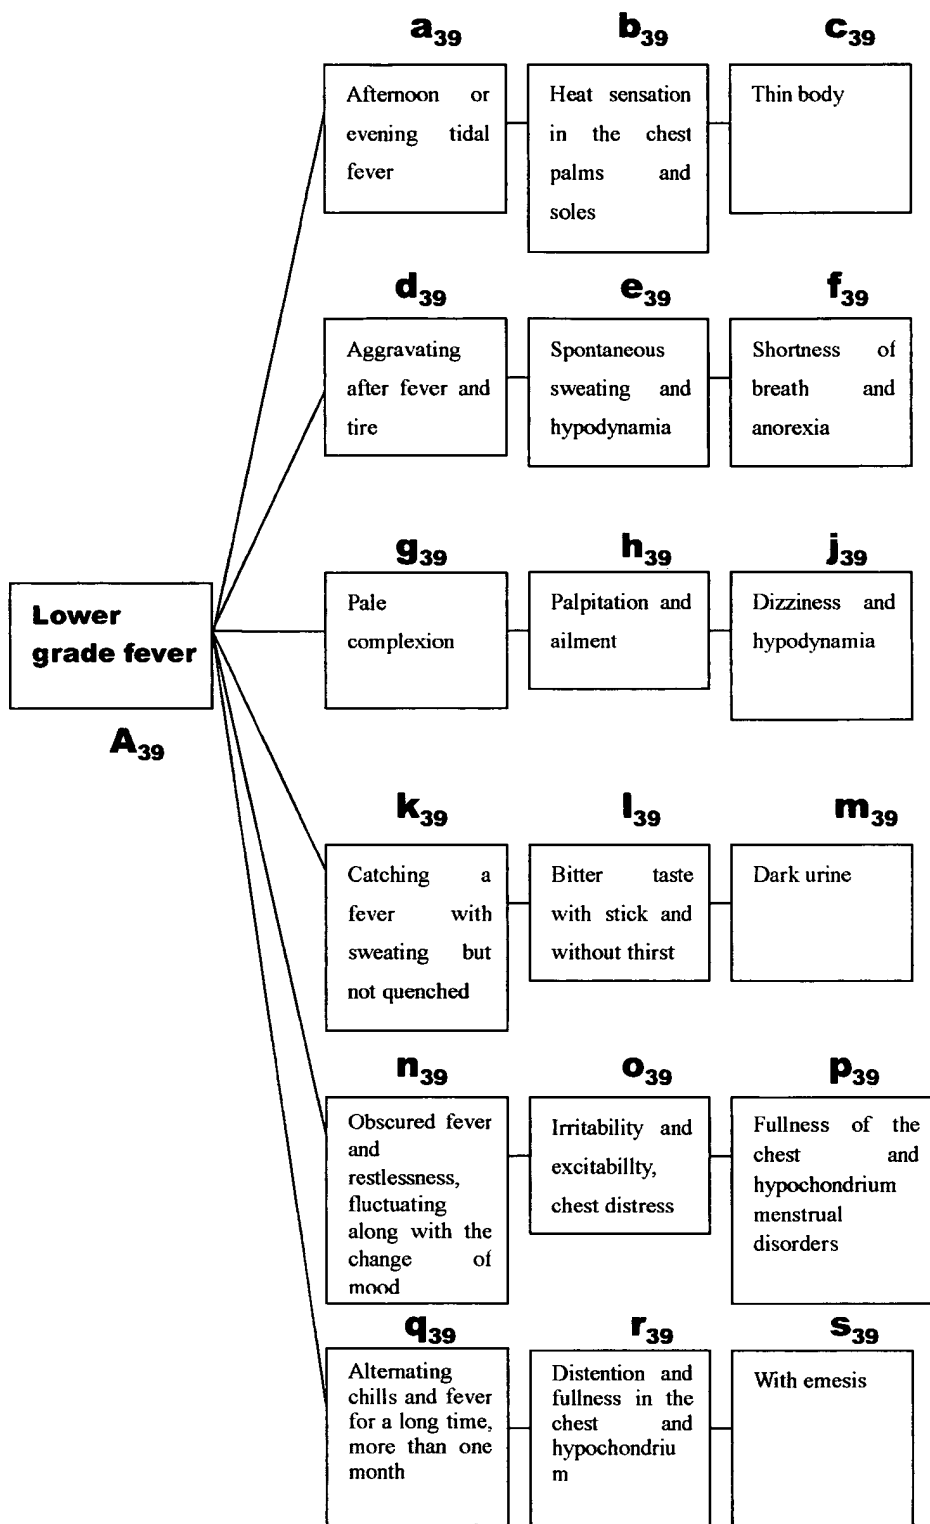 a39
b39
c39
Afternoon or
evening tidal
fever
Heat sensation
in the chest
palms and
soles
Thin body
d39
e39
f39
Aggravating
after fever and
tire
Spontaneous
sweating and
hypodynamia
Shortness of
breath and
anorexia
g39
h39
j39
Pale
complexion
Palpitation and
ailment
Dizziness and
hypodynamia
Lower
grade fever
A39
k39
l39
m39
Catching a
fever with
sweating but
not quenched
Bitter taste
with stick and
without thirst
Dark urine
n39
o39
p39
Obscured fever
and
restlessness,
fluctuating
along with the
change of
mood
Irritability and
excitabillty,
chest distress
Fullness of the
chest and
hypochondrium
menstrual
disorders
q39
r39
s39
Alternating
chills and fever
for a long time,
more than one
month
Distention and
fullness in the
chest and
hypochondriu
m
With emesis